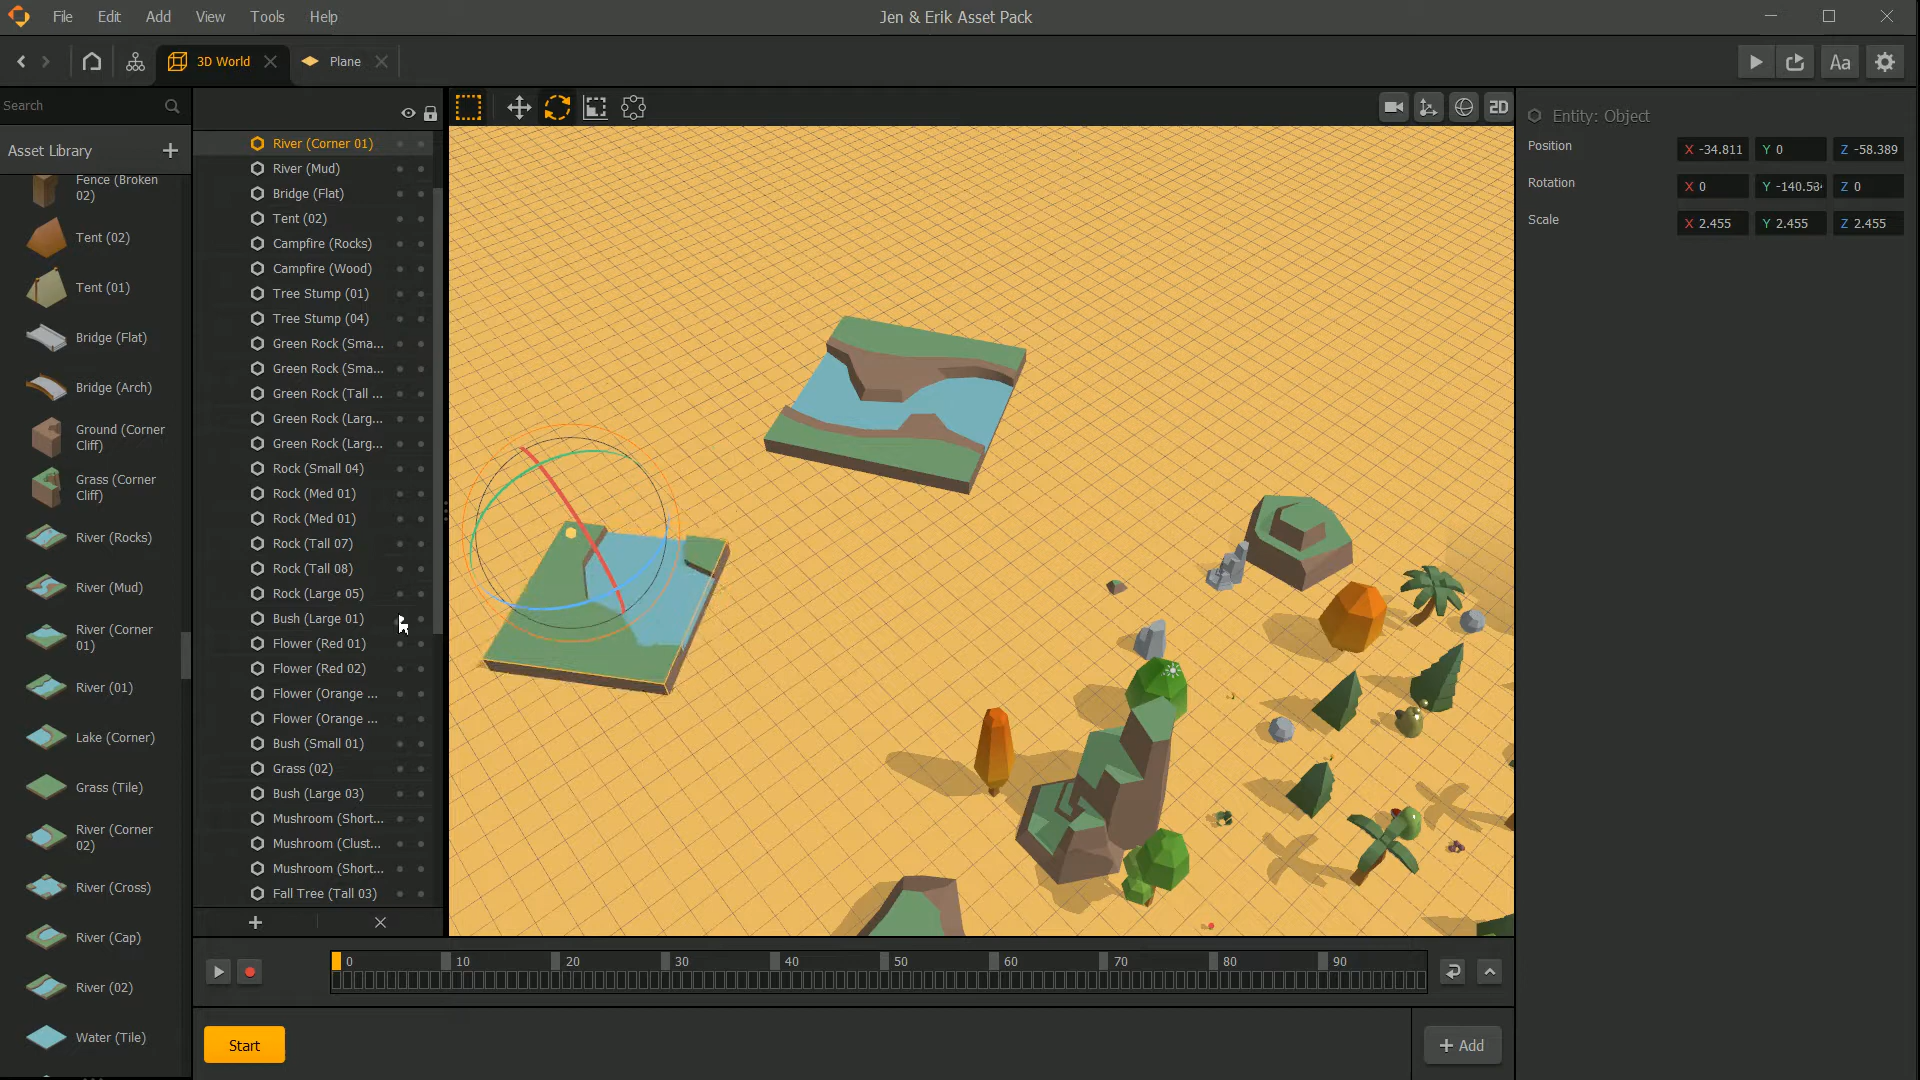 File Edit Add View Tools Help
Jen & Erik Asset Pack
3D World
Plane
Aa
Search
Asset Library
Fence (Broken
02)
Tent (02)
Tent (01)
Bridge (Flat)
Bridge (Arch)
Ground (Corner
Cliff)
Grass (Corner
Cliff)
River (Rocks)
River (Mud)
River (Corner
01)
River (01)
Lake (Corner)
Grass (Tile)
River (Corner
02)
River (Cross)
River (Cap)
River (02)
Water (Tile)
River (Corner 01)
River (Mud)
Bridge (Flat)
Tent (02)
Campfire (Rocks)
Campfire (Wood)
Tree Stump (01)
Tree Stump (04)
Green Rock (Sma...
Green Rock (Sma...
Green Rock (Tall ...
Green Rock (Larg...
Green Rock (Larg...
Rock (Small 04)
Rock (Med 01)
Rock (Med 01)
Rock (Tall 07)
Rock (Tall 08)
Rock (Large 05)
Bush (Large 01)
Flower (Red 01)
Flower (Red 02)
Flower (Orange ...
Flower (Orange ...
Bush (Small 01)
Grass (02)
Bush (Large 03)
Mushroom (Short...
Mushroom (Clust...
Mushroom (Short...
Fall Tree (Tall 03)
2D
Entity: Object
Position X -34.811 Y 0 Z -58.389
Rotation X 0 Y -140.584 Z 0
Scale X 2.455 Y 2.455 Z 2.455
0 10 20 30 40 50 60 70 80 90
Start
+ Add